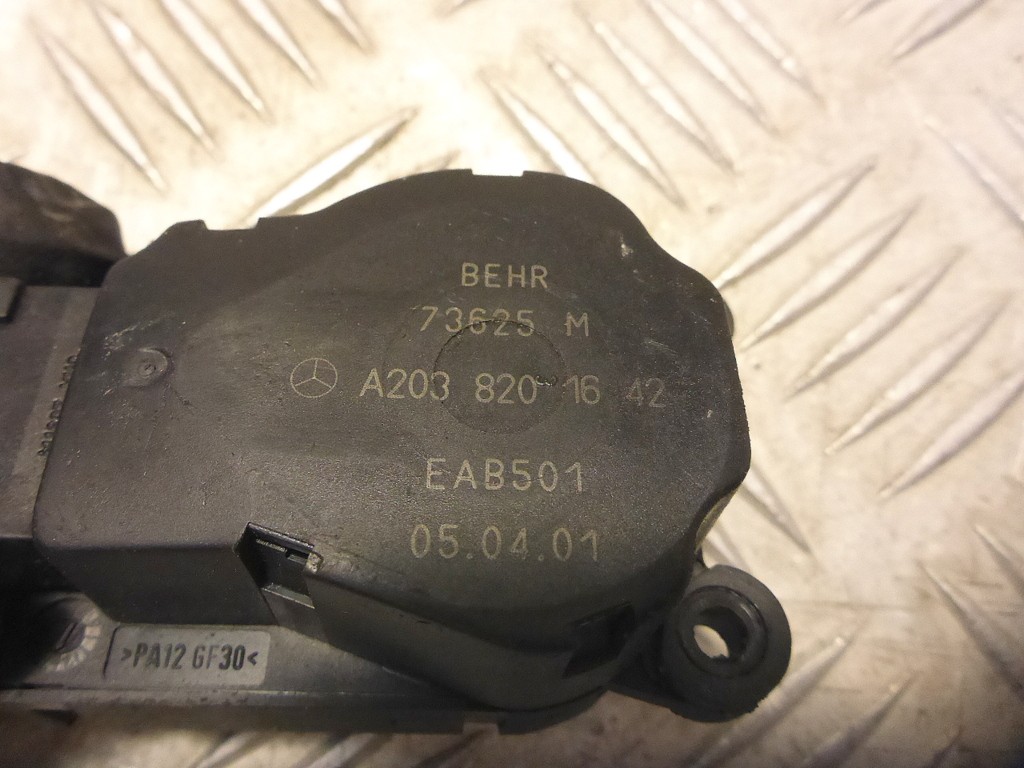 BEHR
73625 M
A203 820 16 42
EAB501
05.04.01
>PA12 GF30<